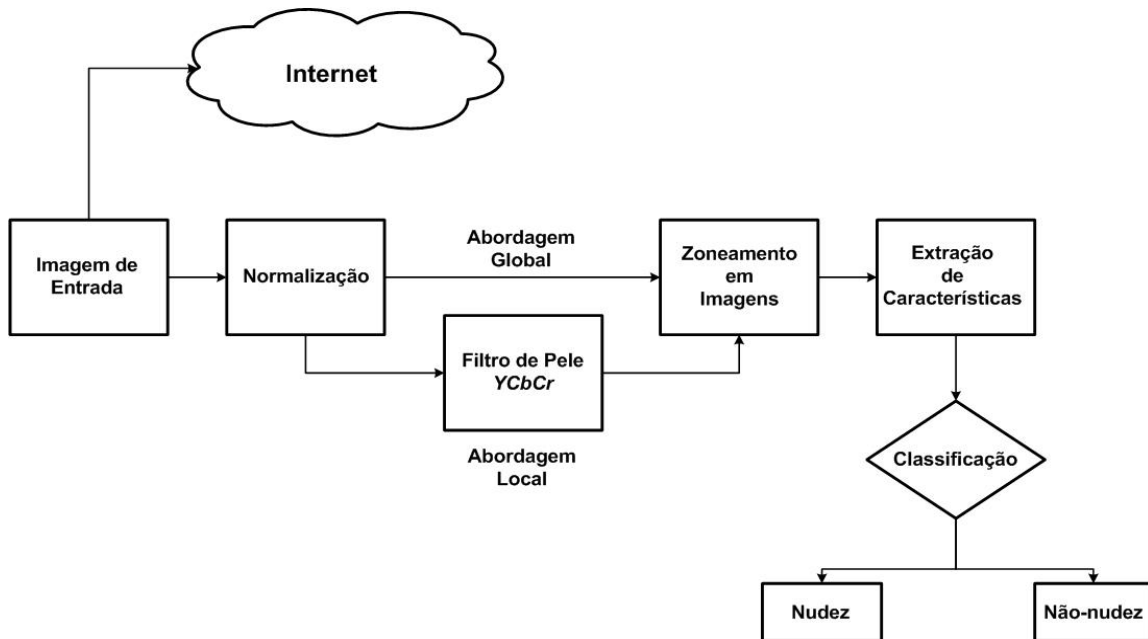 Internet
Imagem de
Entrada
Normalização
Abordagem
Global
Zoneamento
em
Imagens
Extração
de
Características
Filtro de Pele
YCbCr
Abordagem
Local
Classificação
Nudez
Não-nudez